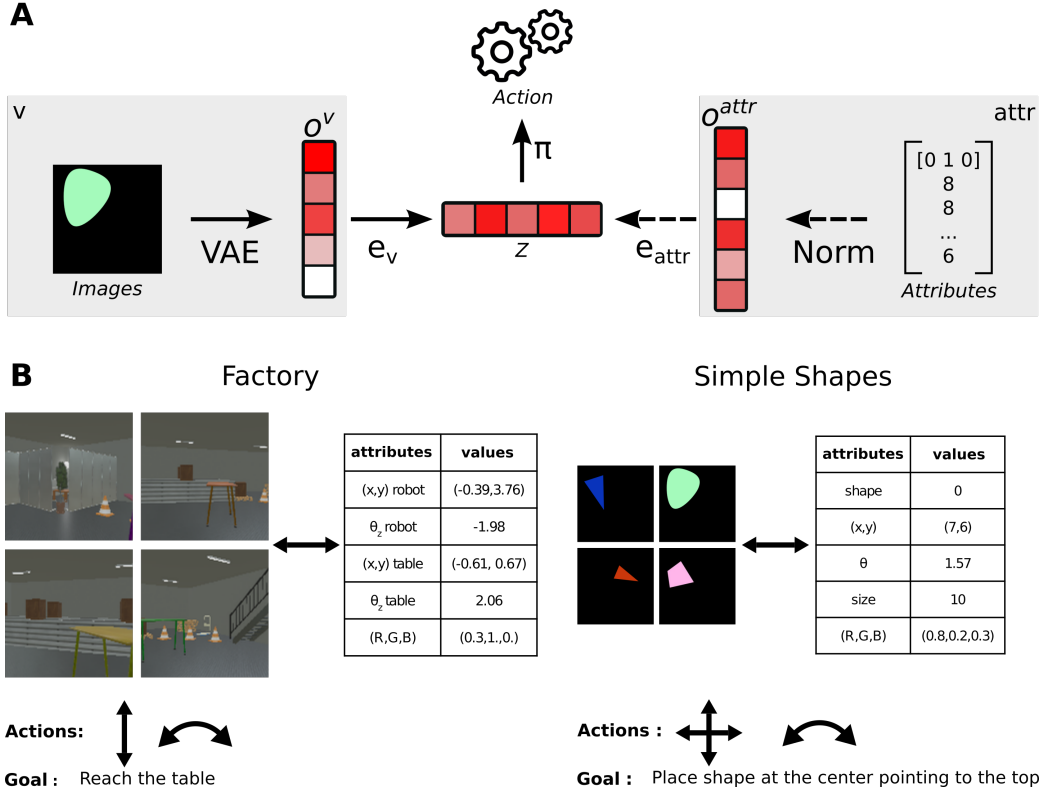 A
Action
v
o^v
o^attr
attr
π
[0 1 0]
8
8
...
6
VAE
e_v
z
e_attr
Norm
Images
Attributes
B
Factory
Simple Shapes
attributes values
(x,y) robot (-0.39,3.76)
θ_z robot -1.98
(x,y) table (-0.61, 0.67)
θ_z table 2.06
(R,G,B) (0.3,1.,0.)
attributes values
shape 0
(x,y) (7,6)
θ 1.57
size 10
(R,G,B) (0.8,0.2,0.3)
Actions:
Goal : Reach the table
Actions :
Goal : Place shape at the center pointing to the top